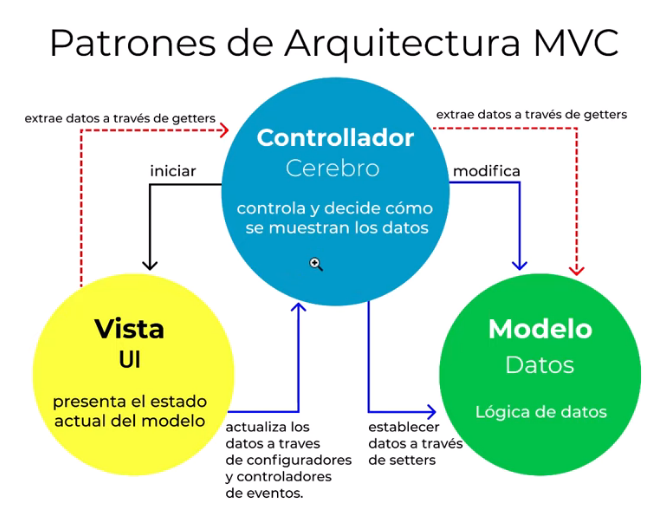 Patrones de Arquitectura MVC
extrae datos a través de getters
extrae datos a través de getters
Controllador
Cerebro
controla y decide cómo
se muestran los datos
iniciar
modifica
Vista
UI
presenta el estado
actual del modelo
Modelo
Datos
Lógica de datos
actualiza los
datos a traves
de configuradores
y controladores
de eventos.
establecer
datos a través
de setters